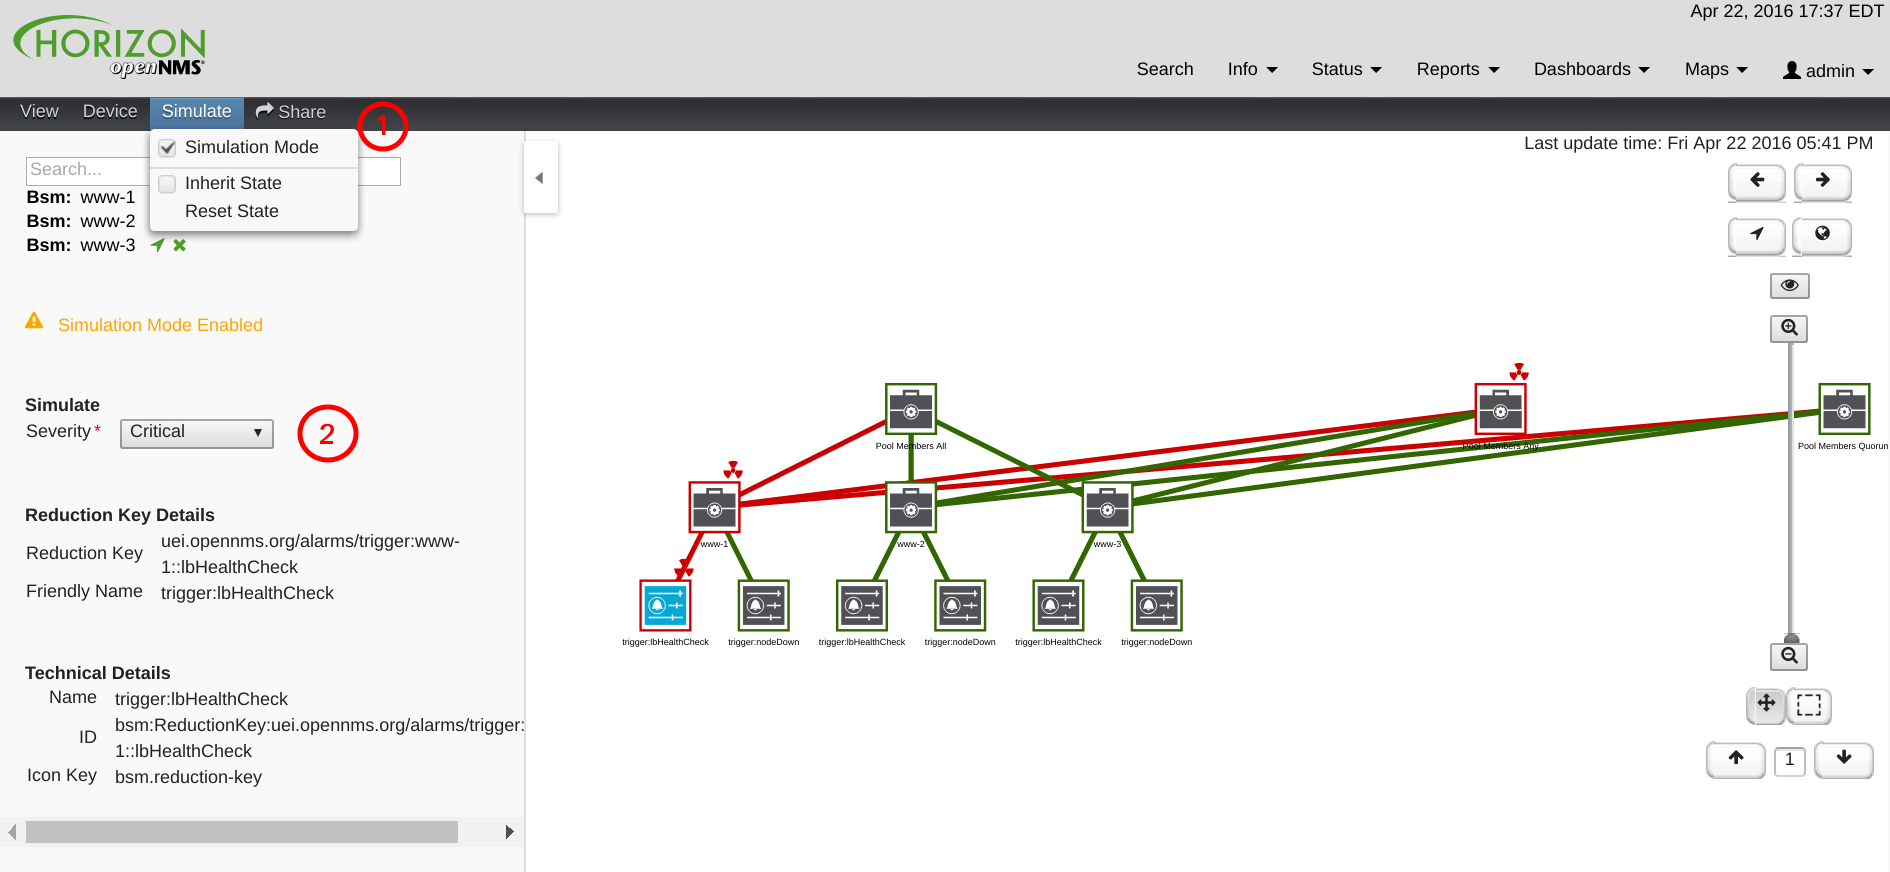 Apr 22, 2016 17:37 EDT
HORIZON
openNMS
Search Info Status Reports Dashboards Maps admin
View Device Simulate Share
1
Simulation Mode
Inherit State
Reset State
Search...
Bsm: www-1
Bsm: www-2
Bsm: www-3
Last update time: Fri Apr 22 2016 05:41 PM
Simulation Mode Enabled
Simulate
Severity* Critical
2
Reduction Key Details
Reduction Key uei.opennms.org/alarms/trigger:www-
1::lbHealthCheck
Friendly Name trigger:lbHealthCheck
Technical Details
Name trigger:lbHealthCheck
ID bsm:ReductionKey:uei.opennms.org/alarms/trigger:
1::lbHealthCheck
Icon Key bsm.reduction-key
Pool Members All
Pool Members Any
Pool Members Quorun
www-1
www-2
www-3
trigger:lbHealthCheck
trigger:nodeDown
trigger:lbHealthCheck
trigger:nodeDown
trigger:lbHealthCheck
trigger:nodeDown
1